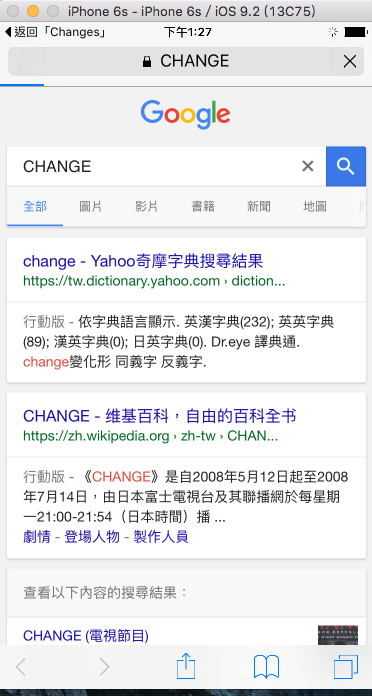 iPhone 6s - iPhone 6s / iOS 9.2 (13C75)
返回「Changes」 下午1:27
CHANGE
Google
CHANGE
全部 圖片 影片 書籍 新聞 地圖
change - Yahoo奇摩字典搜尋結果
https://tw.dictionary.yahoo.com › diction...
行動版 - 依字典語言顯示. 英漢字典(232); 英英字典
(89); 漢英字典(0); 日英字典(0). Dr.eye 譯典通.
change變化形 同義字 反義字.
CHANGE - 维基百科，自由的百科全书
https://zh.wikipedia.org › zh-tw › CHAN...
行動版 - 《CHANGE》是自2008年5月12日起至2008
年7月14日，由日本富士電視台及其聯播網於每星期
一21:00-21:54（日本時間）播 ...
劇情 - 登場人物 - 製作人員
查看以下內容的搜尋結果：
CHANGE (電視節目)